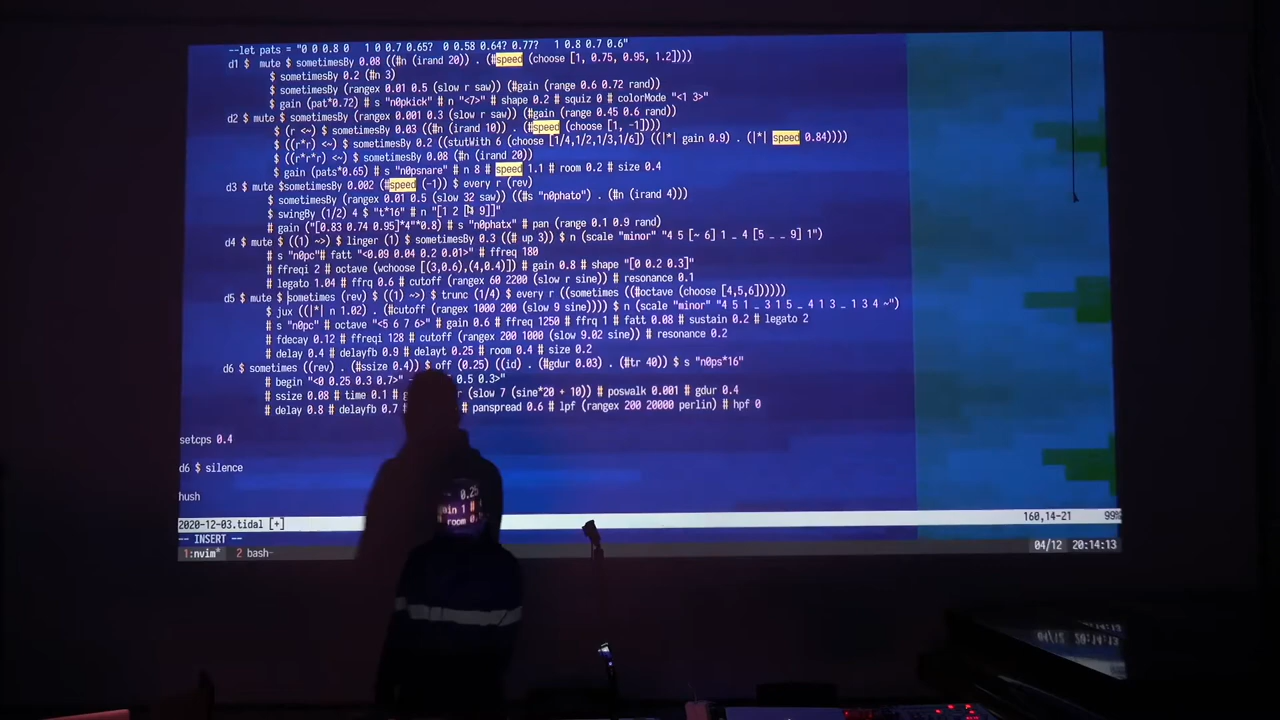 --let pats = "0 0 0.8 0 1 0 0.7 0.65? 0 0.58 0.64? 0.77? 1 0.8 0.7 0.6"
d1 $ mute $ sometimesBy 0.08 ((#n (irand 20)) . (#speed (choose [1, 0.75, 0.95, 1.2])))
$ sometimesBy 0.2 (#n 3)
$ sometimesBy (rangex 0.01 0.5 (slow r saw)) (#gain (range 0.6 0.72 rand))
$ gain (pat*0.72) # s "n0pkick" # n "<7>" # shape 0.2 # squiz 0 # colorMode "<1 3>"
d2 $ mute $ sometimesBy (rangex 0.001 0.3 (slow r saw)) (#gain (range 0.45 0.6 rand)
$ (r <~) $ sometimesBy 0.03 ((#n (irand 10)) . (#speed (choose [1, -1])))
$ ((r*r) <~) $ sometimesBy 0.2 ((stutWith 6 (choose [1/4,1/2,1/3,1/6]) ((|*| gain 0.9) . (|*| speed 0.84))))
$ ((r*r) <~) $ sometimesBy 0.08 (#n (irand 20))
$ gain (pats*0.65) # s "n0psnare" # n 8 # speed 1.1 # room 0.2 # size 0.4
d3 $ mute $sometimesBy 0.002 (#speed (-1)) $ every r (rev)
$ sometimesBy (rangex 0.01 0.5 (slow 32 saw)) ((#s "n0phato") . (#n (irand 4)))
$ swingBy (1/2) 4 $ "t*16" # n "[1 2 [ 9]]"
# gain ("[0.83 0.74 0.95]*4"*0.8) # s "n0phatx" # pan (range 0.1 0.9 rand)
d4 $ mute $ ((1) ~>) $ linger (1) $ sometimesBy 0.3 ((# up 3)) $ n (scale "minor" "4 5 [~ 6] 1 _ 4 [5 _ _ 9] 1")
# s "n0pc"# fatt "<0.09 0.04 0.2 0.01>" # ffreq 180
# ffreqi 2 # octave (wchoose [(3,0.6),(4,0.4)]) # gain 0.8 # shape "[0 0.2 0.3]"
# legato 1.04 # ffrq 0.6 # cutoff (rangex 60 2200 (slow r sine)) # resonance 0.1
d5 $ mute $ sometimes (rev) $ ((1) ~>) $ trunc (1/4) $ every r ((sometimes ((#octave (choose [4,5,6])))))
$ jux ((|*| n 1.02) . (#cutoff (rangex 1000 200 (slow 9 sine)))) $ n (scale "minor" "4 5 1 _ 3 1 5 _ 4 1 3 _ 1 3 4 ~")
# s "n0pc" # octave "<5 6 7 6>" # gain 0.6 # ffreq 1250 # ffrq 1 # fatt 0.08 # sustain 0.2 # legato 2
# fdecay 0.12 # ffreqi 128 # cutoff (rangex 200 1000 (slow 9.02 sine)) # resonance 0.2
# delay 0.4 # delayfb 0.9 # delayt 0.25 # room 0.4 # size 0.2
d6 $ sometimes ((rev) . (#ssize 0.4)) $ off (0.25) ((id) . (#gdur 0.03) . (#tr 40)) $ s "n0ps*16"
# begin "<0 0.25 0.3 0.7>" 0.5 0.3>"
# ssize 0.08 # time 0.1 # (slow 7 (sine*20 + 10)) # poswalk 0.001 # gdur 0.4
# delay 0.8 # delayfb 0.7 # panspread 0.6 # lpf (rangex 200 20000 perlin) # hpf 0
setcps 0.4
d6 $ silence
hush
2020-12-03.tidal [+] 160,14-21 99%
-- INSERT --
1:nvim* 2 bash- 04/12 20:14:13